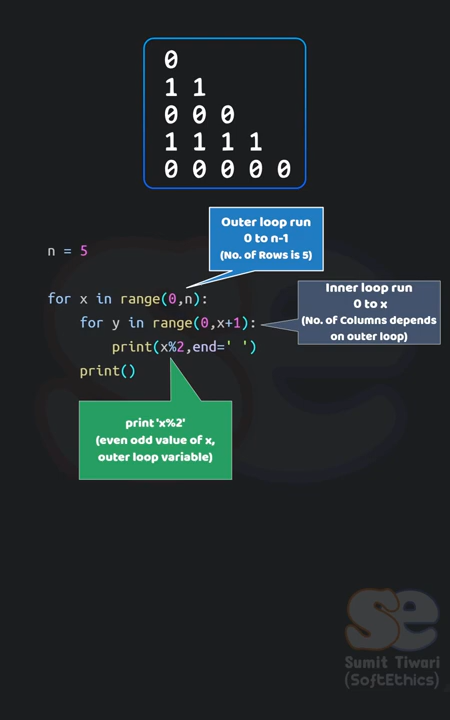 0
1 1
0 0 0
1 1 1 1
0 0 0 0 0
Outer loop run
0 to n-1
(No. of Rows is 5)
n = 5
Inner loop run
0 to x
(No. of Columns depends
on outer loop)
for x in range(0,n):
for y in range(0,x+1):
print(x%2,end=' ')
print()
print 'x%2'
(even odd value of x,
outer loop variable)
se
Sumit Tiwari
(SoftEthics)